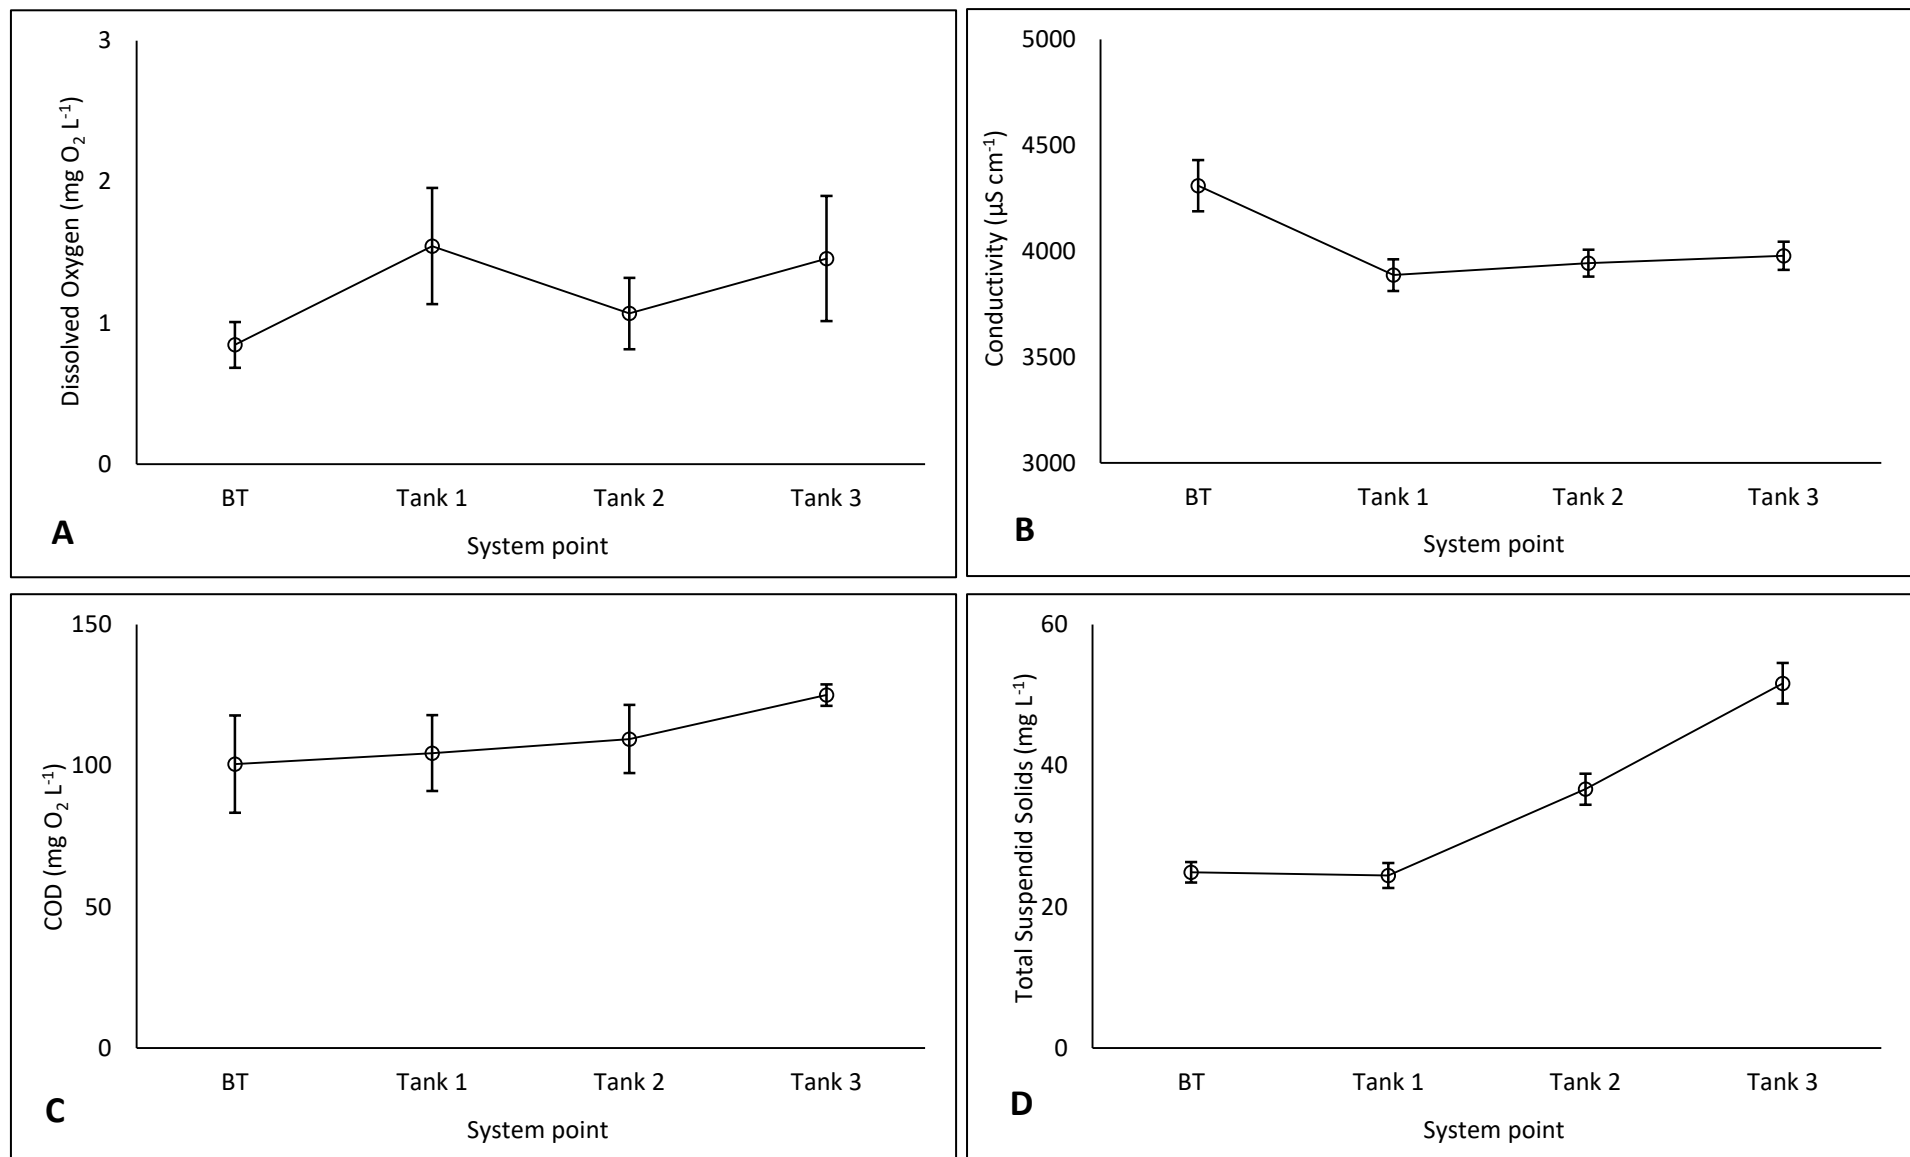 3
2
1
0
Dissolved Oxygen (mg O₂ L⁻¹)
BT Tank 1 Tank 2 Tank 3
A
System point
5000
4500
4000
3500
3000
Conductivity (µS cm⁻¹)
BT Tank 1 Tank 2 Tank 3
B
System point
150
100
50
0
COD (mg O₂ L⁻¹)
BT Tank 1 Tank 2 Tank 3
C
System point
60
40
20
0
Total Suspendid Solids (mg L⁻¹)
BT Tank 1 Tank 2 Tank 3
D
System point